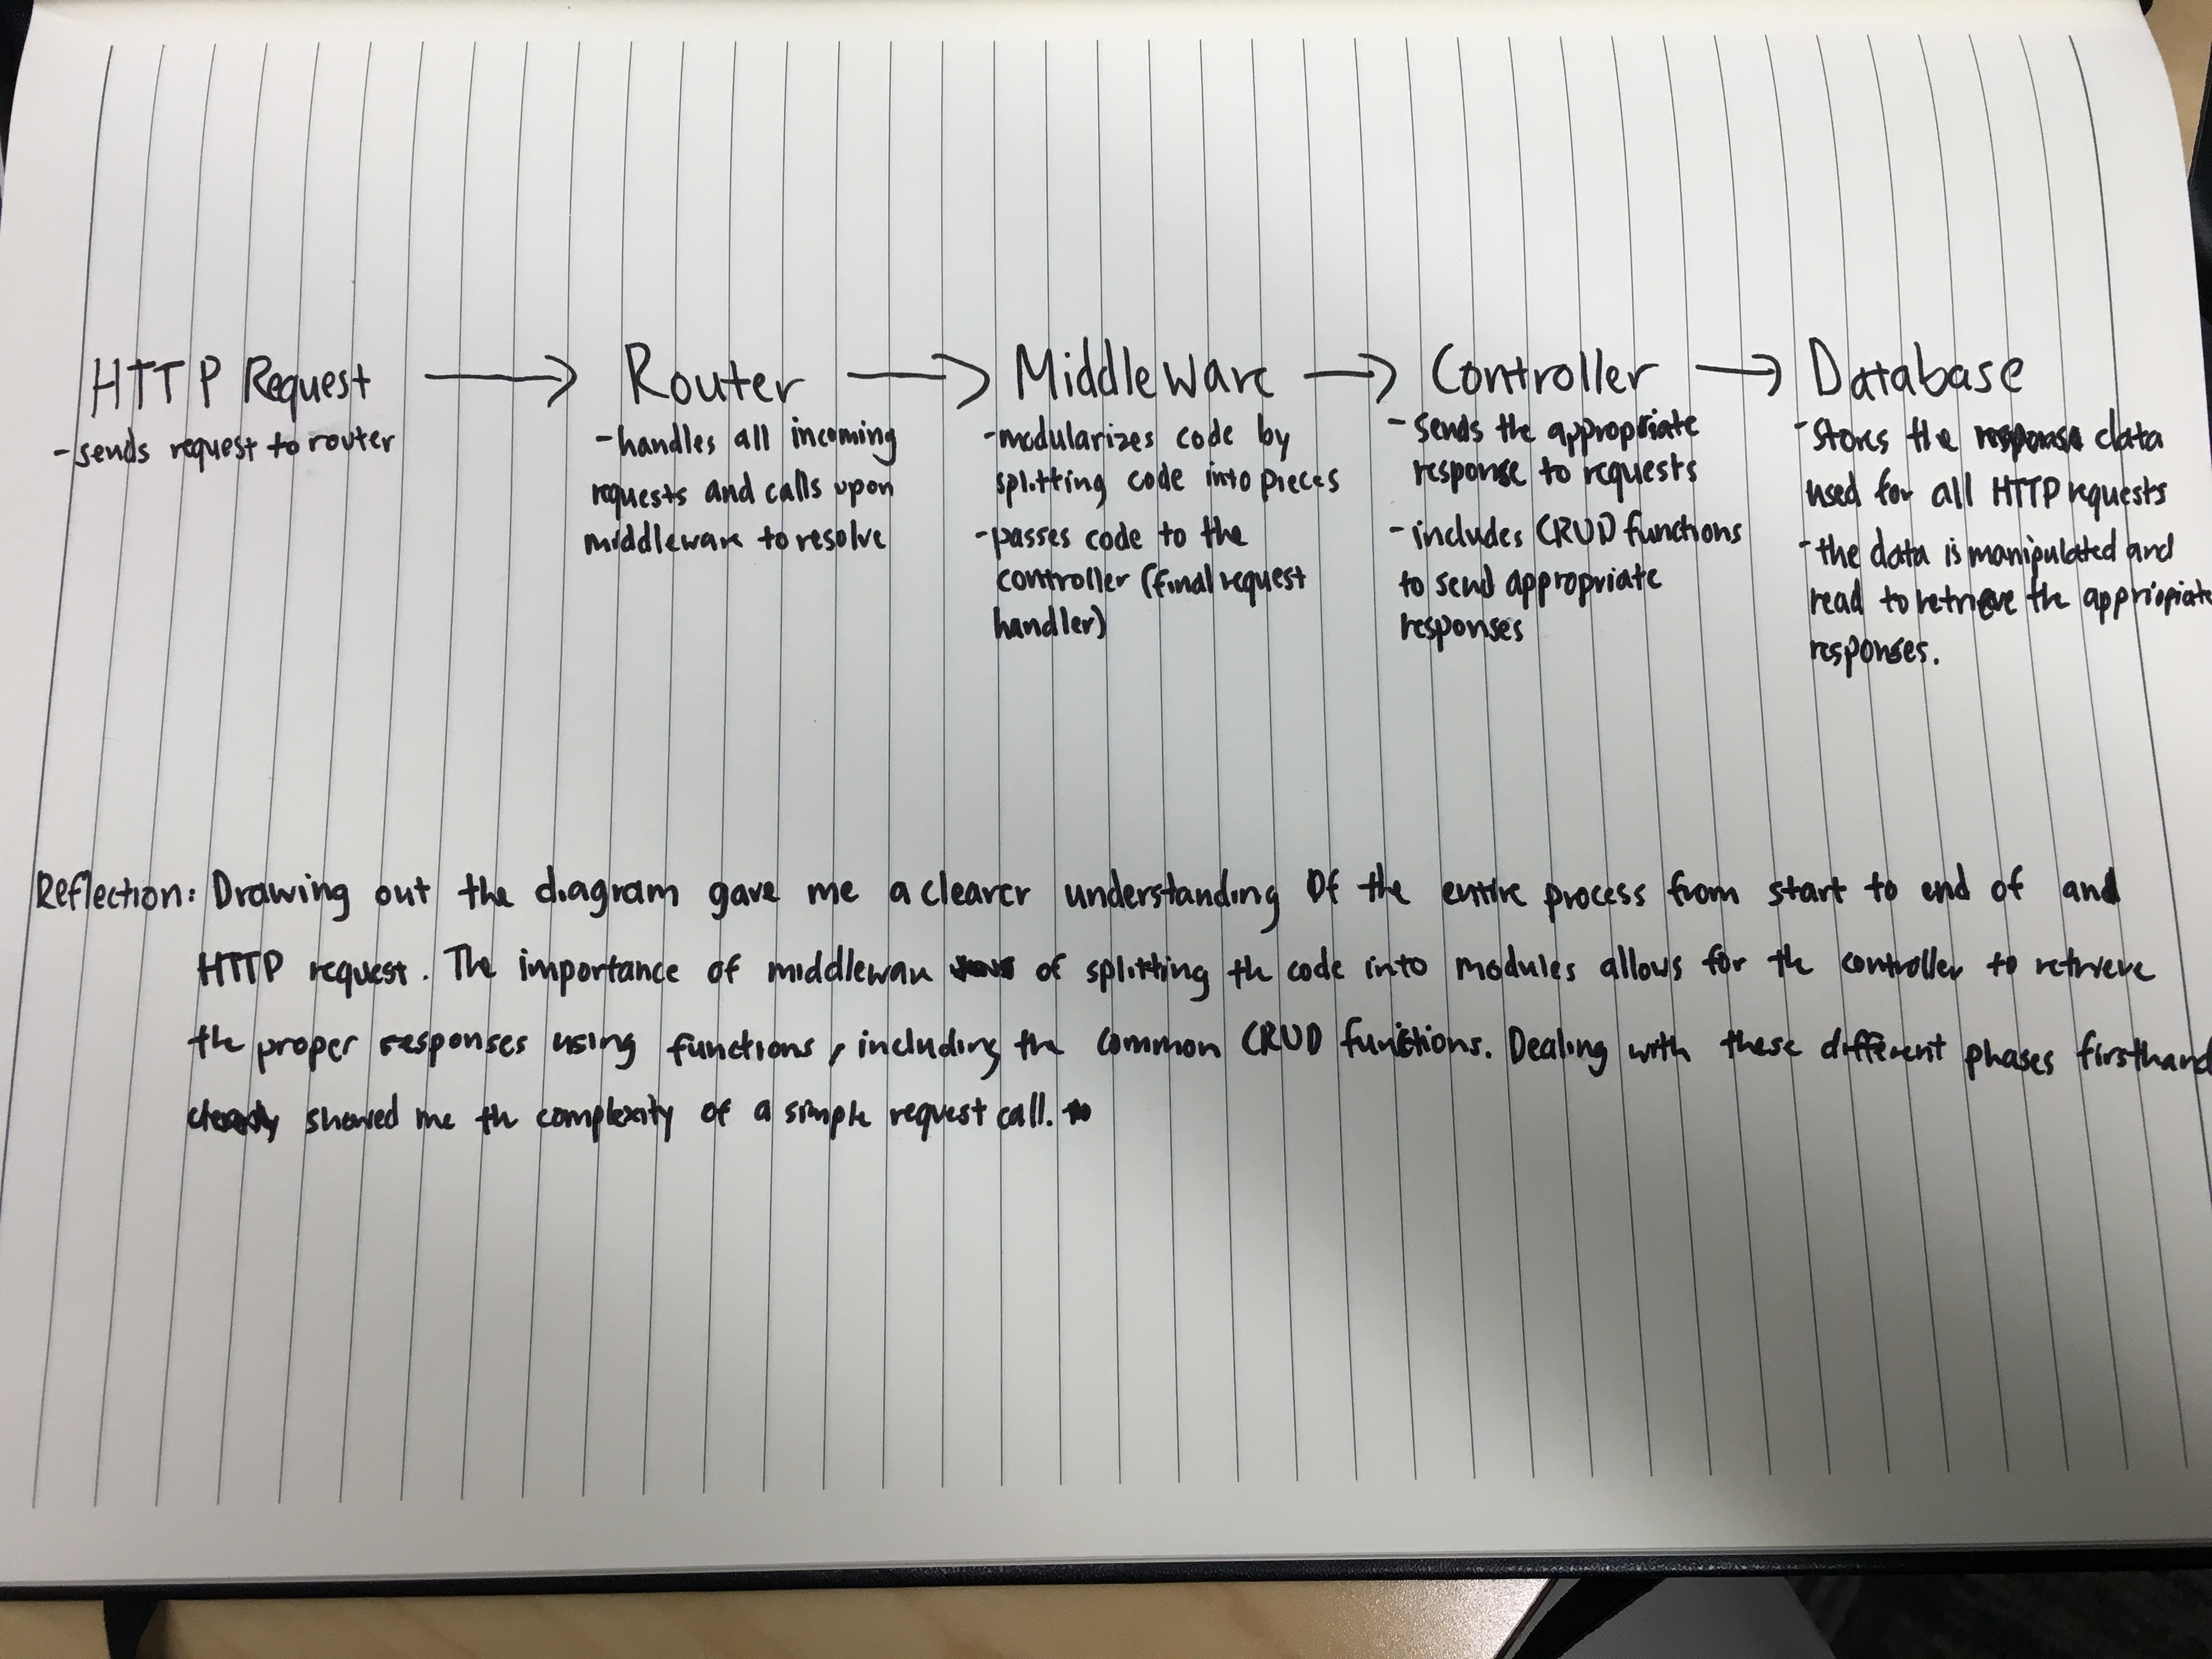 HTTP Request → Router → Middleware → Controller → Database
- sends request to router
- handles all incoming
requests and calls upon
middleware to resolve
- modularizes code by
splitting code into pieces
- passes code to the
controller (final request
handler)
- sends the appropriate
response to requests
- includes CRUD functions
to send appropriate
responses
- stores the response data
used for all HTTP requests
- the data is manipulated and
read to retrieve the appriopiate
responses.
Reflection: Drawing out the diagram gave me a clearer understanding of the entire process from start to end of and
HTTP request. The importance of middleware of splitting the code into modules allows for the controller to retrieve
the proper responses using functions, including the common CRUD functions. Dealing with these different phases firsthand
showed me the complexity of a simple request call.